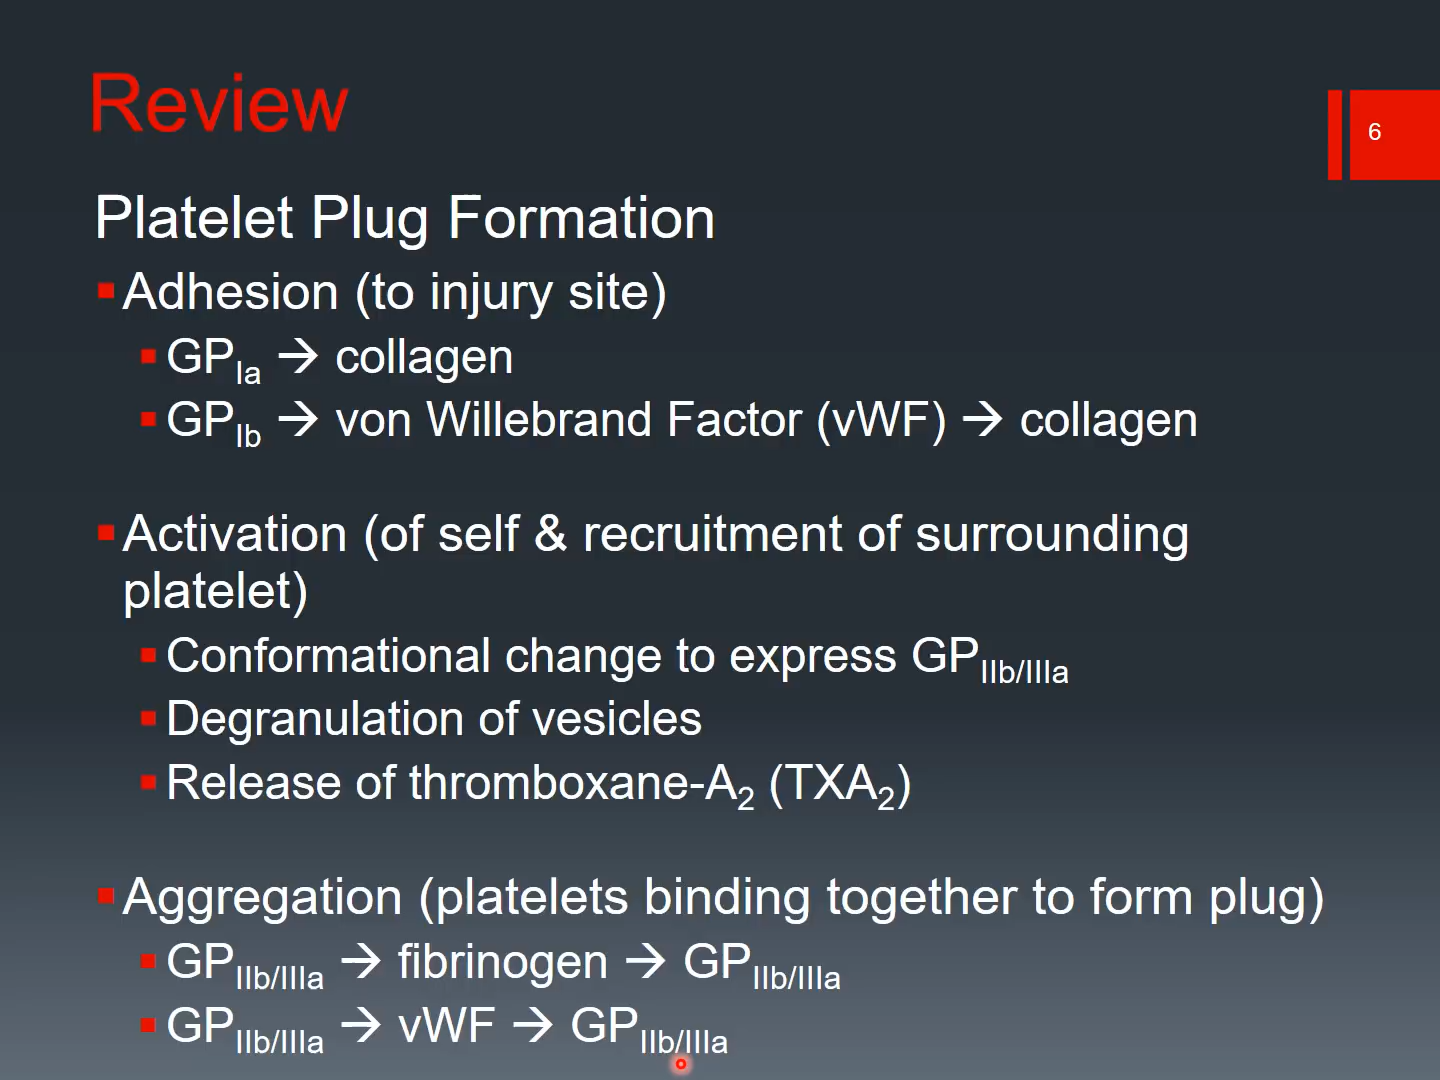 Review
6
Platelet Plug Formation
Adhesion (to injury site)
GPIa → collagen
GPIb → von Willebrand Factor (vWF) → collagen
Activation (of self & recruitment of surrounding
platelet)
Conformational change to express GPIIb/IIIa
Degranulation of vesicles
Release of thromboxane-A2 (TXA2)
Aggregation (platelets binding together to form plug)
GPIIb/IIIa → fibrinogen → GPIIb/IIIa
GPIIb/IIIa → vWF → GPIIb/IIIa